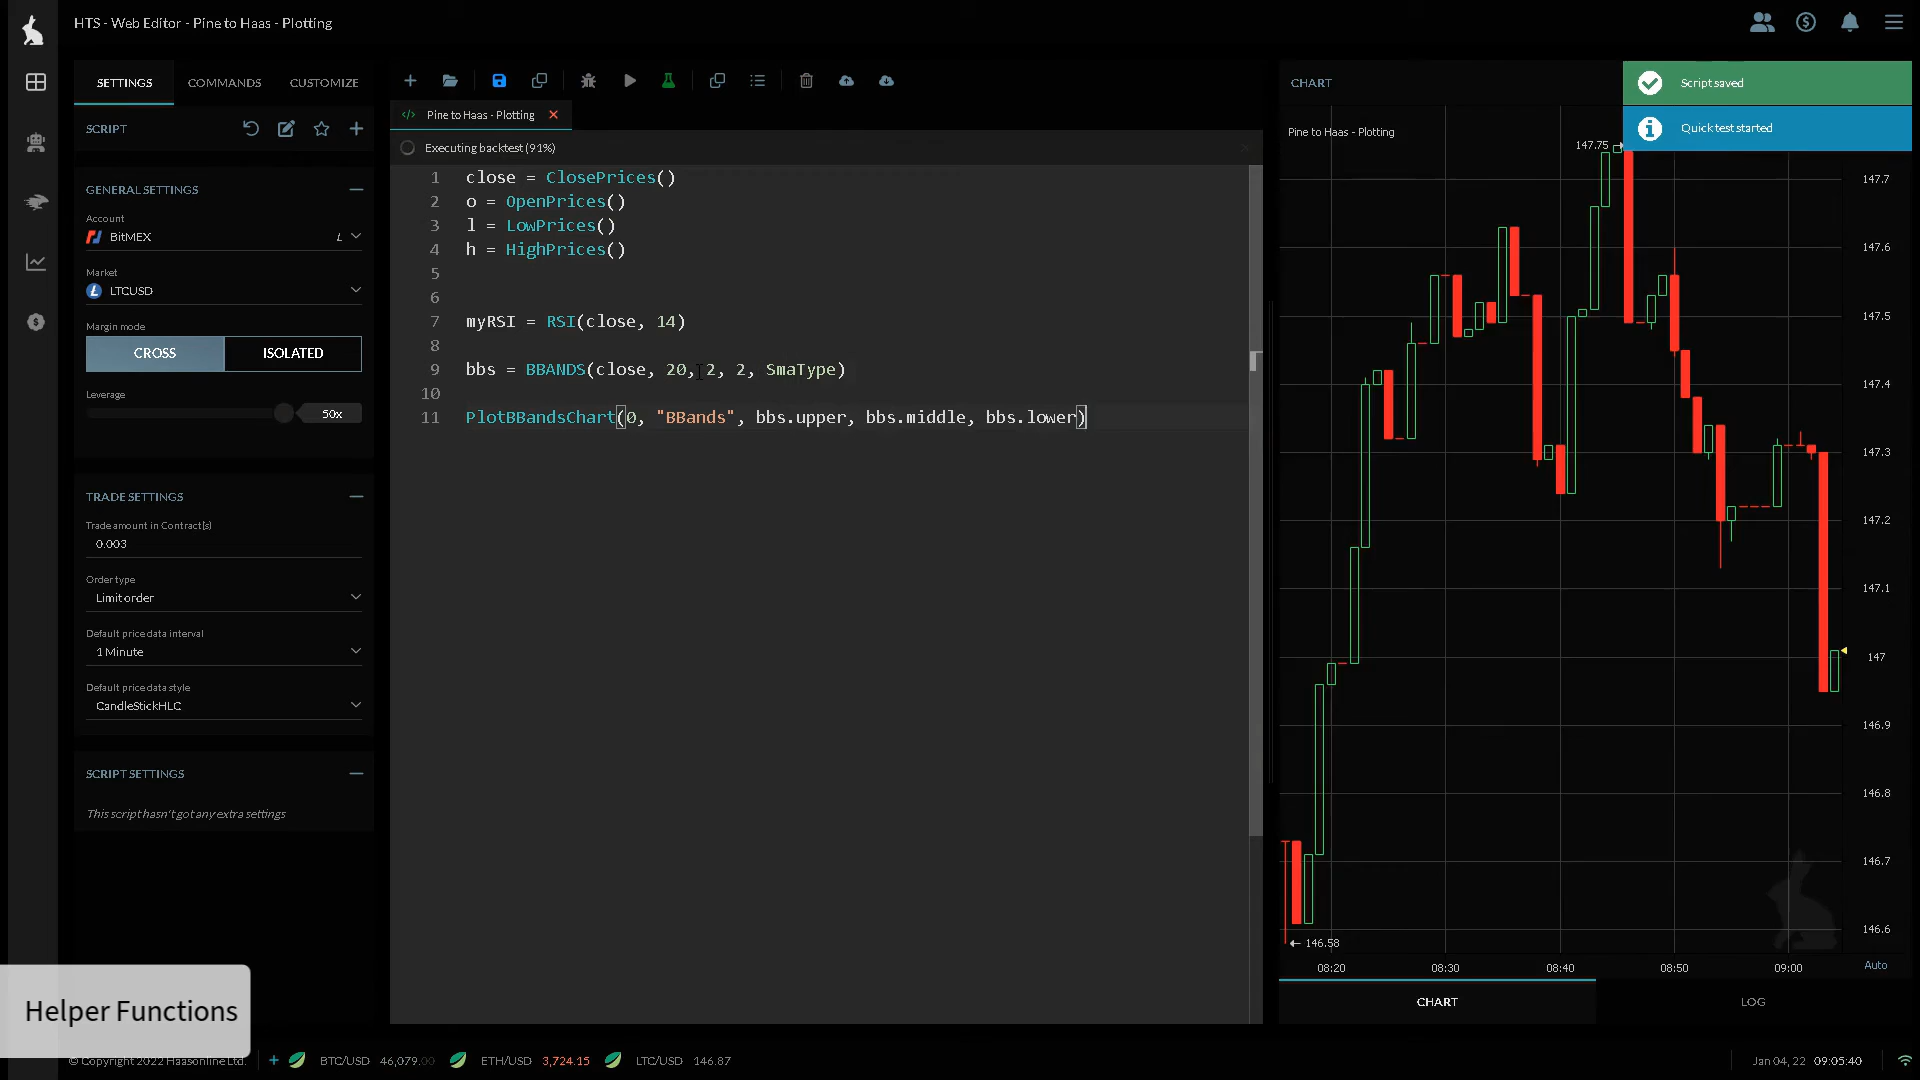 HTS - Web Editor - Pine to Haas - Plotting
SETTINGS COMMANDS CUSTOMIZE
SCRIPT
GENERAL SETTINGS
Account
BitMEX L
Market
LTCUSD
Margin mode
CROSS ISOLATED
Leverage
50x
TRADE SETTINGS
Trade amount in Contract[s]
0.003
Order type
Limit order
Default price data interval
1 Minute
Default price data style
CandleStickHLC
SCRIPT SETTINGS
This script hasn't got any extra settings
Pine to Haas - Plotting
Executing backtest (91%)
1 close = ClosePrices()
2 o = OpenPrices()
3 l = LowPrices()
4 h = HighPrices()
5
6
7 myRSI = RSI(close, 14)
8
9 bbs = BBANDS(close, 20, 2, 2, SmaType)
10
11 PlotBBandsChart(0, "BBands", bbs.upper, bbs.middle, bbs.lower)
CHART
Script saved
Quick test started
Pine to Haas - Plotting
147.75
147.7
147.6
147.5
147.4
147.3
147.2
147.1
147
146.9
146.8
146.7
146.6
146.58
08:20 08:30 08:40 08:50 09:00 Auto
CHART LOG
Helper Functions
© Copyright 2022 Haasonline Ltd. BTC/USD 46,079.00 ETH/USD 3,724.15 LTC/USD 146.87 Jan 04, 22 09:05:40